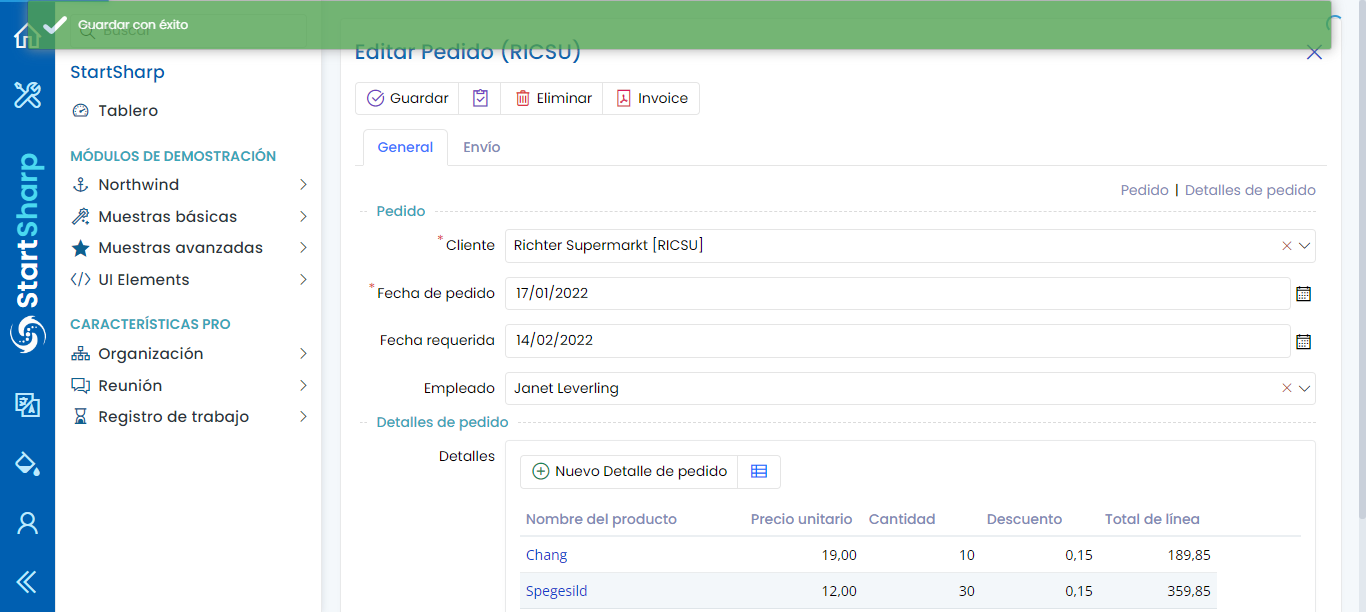 Guardar con éxito
Buscar
StartSharp
Tablero
MÓDULOS DE DEMOSTRACIÓN
Northwind
Muestras básicas
Muestras avanzadas
UI Elements
CARACTERÍSTICAS PRO
Organización
Reunión
Registro de trabajo
StartSharp
Editar Pedido (RICSU)
Guardar
Eliminar
Invoice
General
Envío
Pedido | Detalles de pedido
Pedido
* Cliente
Richter Supermarkt [RICSU]
* Fecha de pedido
17/01/2022
Fecha requerida
14/02/2022
Empleado
Janet Leverling
Detalles de pedido
Detalles
Nuevo Detalle de pedido
Nombre del producto Precio unitario Cantidad Descuento Total de línea
Chang 19,00 10 0,15 189,85
Spegesild 12,00 30 0,15 359,85